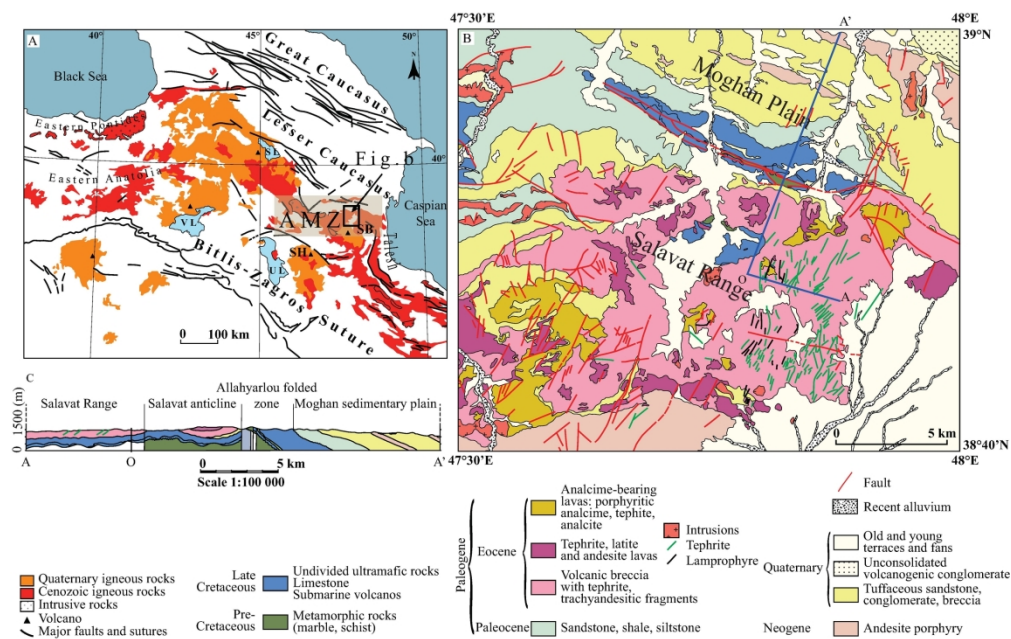 A
40°
45°
50°
Black Sea
Great Caucasus
N
Eastern Pontides
Lesser Caucasus
SL
Fig. b
40°
Eastern Anatolia
AMZ
Caspian
Sea
SB
VL
UL
SH
Talesh
Bitlis-Zagros Suture
0 100 km
47°30'E
A'
48°E
B
39°N
Moghan Plain
Salavat Range
A
0 5 km
38°40'N
47°30'E
48°E
C
Allahyarlou folded
Salavat Range
Salavat anticline
zone
Moghan sedimentary plain
0 1500 (m)
A
O
A'
0 5 km
Scale 1:100 000
Quaternary igneous rocks
Cenozoic igneous rocks
Intrusive rocks
Volcano
Major faults and sutures
Late
Cretaceous
Undivided ultramafic rocks
Limestone
Submarine volcanos
Pre-
Cretaceous
Metamorphic rocks
(marble, schist)
Paleogene
Eocene
Analcime-bearing
lavas: porphyritic
analcime, tephite,
analcite
Tephrite, latite
and andesite lavas
Volcanic breccia
with tephrite,
trachyandesitic fragments
Paleocene
Sandstone, shale, siltstone
Intrusions
Tephrite
Lamprophyre
Fault
Recent alluvium
Quaternary
Old and young
terraces and fans
Unconsolidated
volcanogenic conglomerate
Tuffaceous sandstone,
conglomerate, breccia
Neogene
Andesite porphyry